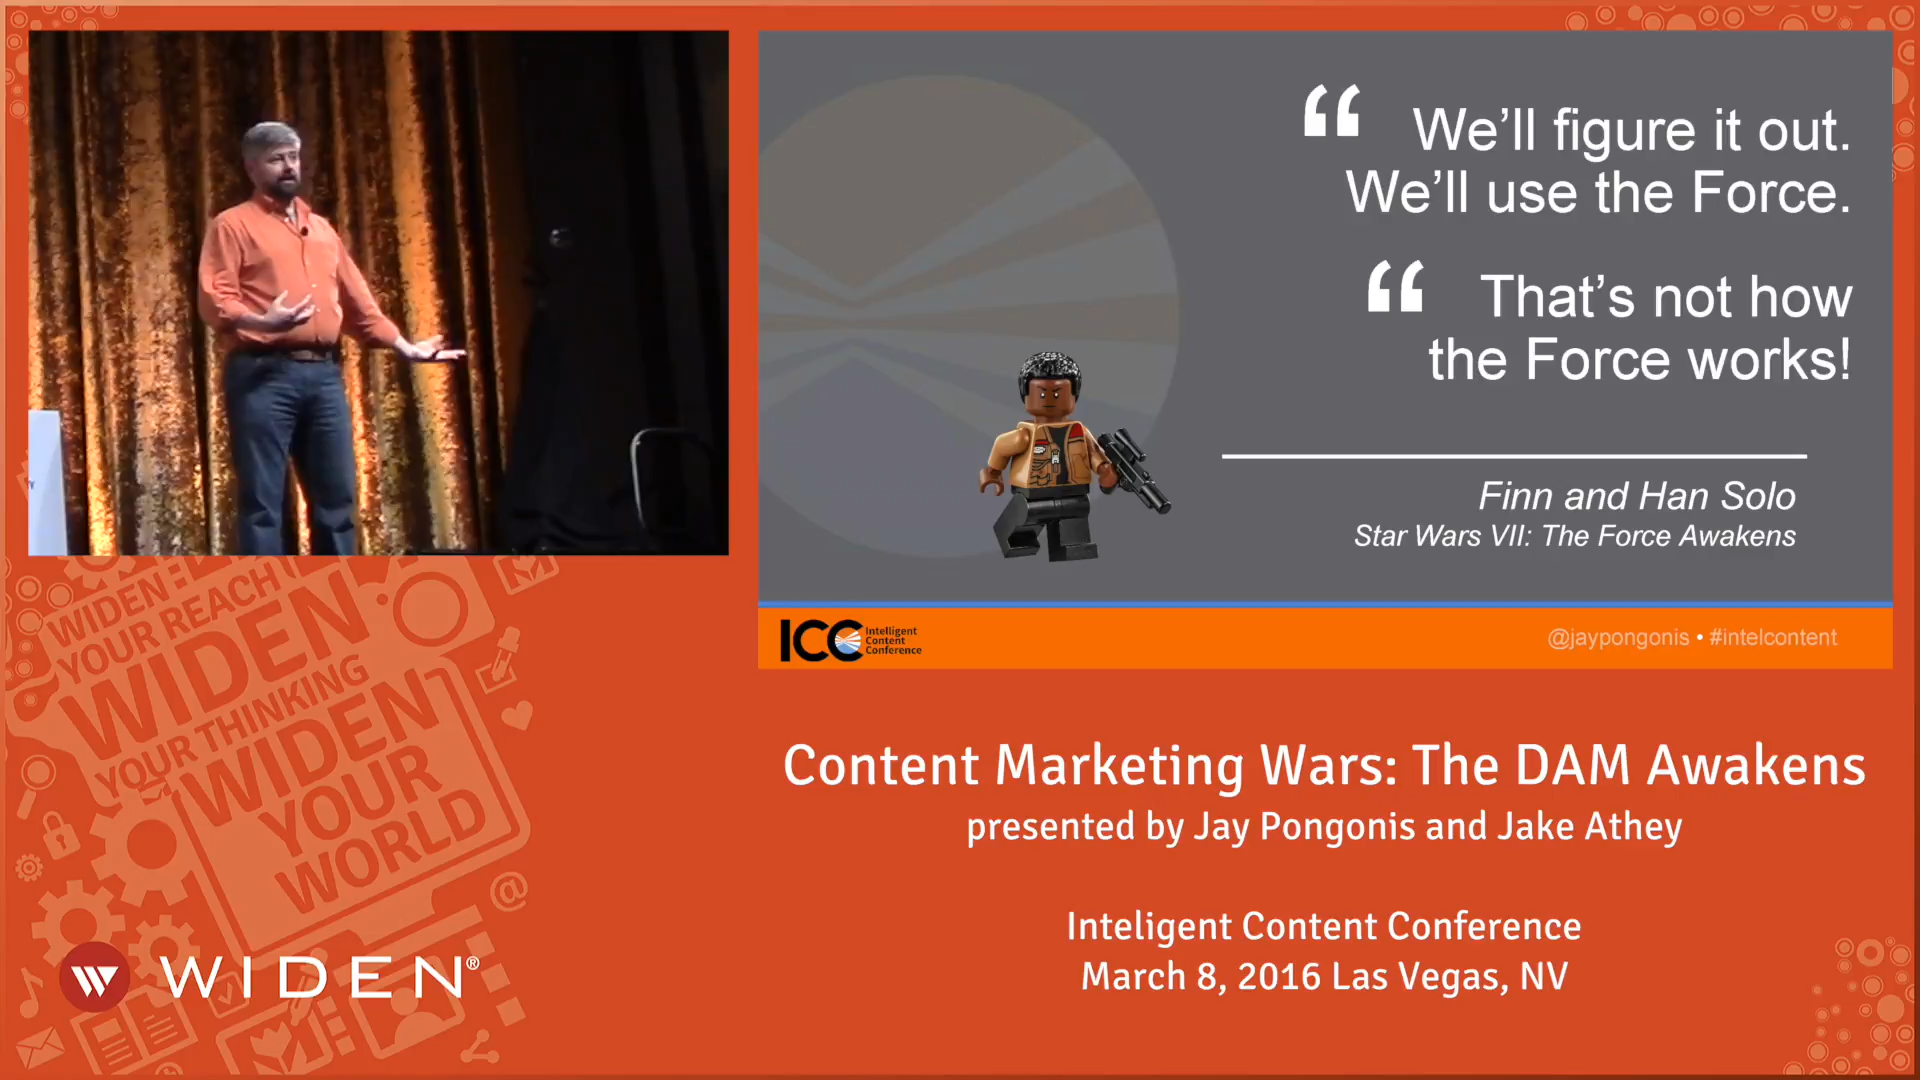 “ We’ll figure it out.
We’ll use the Force.
“ That’s not how
the Force works!
Finn and Han Solo
Star Wars VII: The Force Awakens
ICC Intelligent
Content
Conference
@jaypongonis • #intelcontent
Content Marketing Wars: The DAM Awakens
presented by Jay Pongonis and Jake Athey
Inteligent Content Conference
March 8, 2016 Las Vegas, NV
WIDEN
YOUR REACH
WIDEN
YOUR THINKING
WIDEN
YOUR
WORLD
@
W WIDEN®